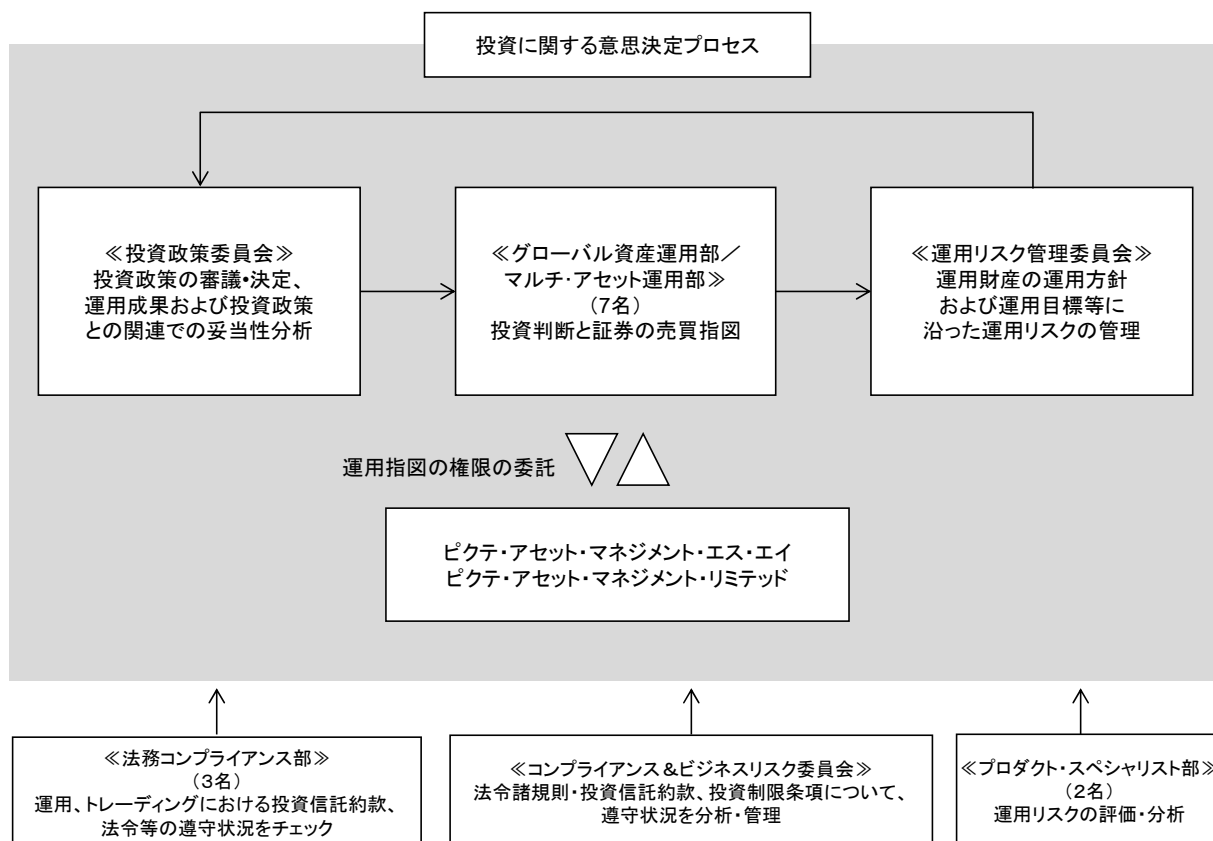 投資に関する意思決定プロセス
≪投資政策委員会≫
投資政策の審議・決定、
運用成果および投資政策
との関連での妥当性分析
≪グローバル資産運用部／
マルチ・アセット運用部≫
（7名）
投資判断と証券の売買指図
≪運用リスク管理委員会≫
運用財産の運用方針
および運用目標等に
沿った運用リスクの管理
運用指図の権限の委託
ピクテ・アセット・マネジメント・エス・エイ
ピクテ・アセット・マネジメント・リミテッド
≪法務コンプライアンス部≫
（3名）
運用、トレーディングにおける投資信託約款、
法令等の遵守状況をチェック
≪コンプライアンス＆ビジネスリスク委員会≫
法令諸規則・投資信託約款、投資制限条項について、
遵守状況を分析・管理
≪プロダクト・スペシャリスト部≫
（2名）
運用リスクの評価・分析